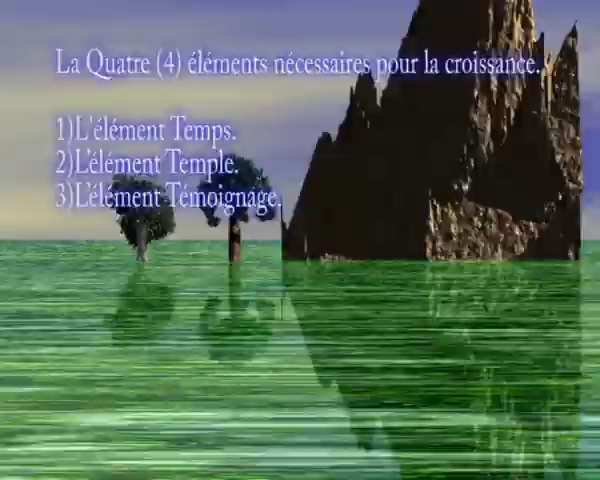 La Quatre (4) éléments nécessaires pour la croissance.
1)L'élément Temps.
2)L'élément Temple.
3)L'élément Témoignage.